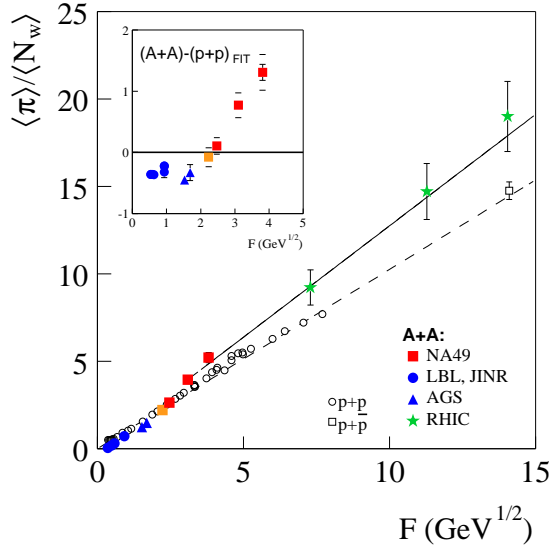 ⟨π⟩/⟨N_w⟩
25
20
15
10
5
0
2
1
0
-1
(A+A)-(p+p) FIT
0 1 2 3 4 5
F (GeV^{1/2})
A+A:
NA49
LBL, JINR
AGS
RHIC
p+p
p+p̅
0 5 10 15
F (GeV^{1/2})